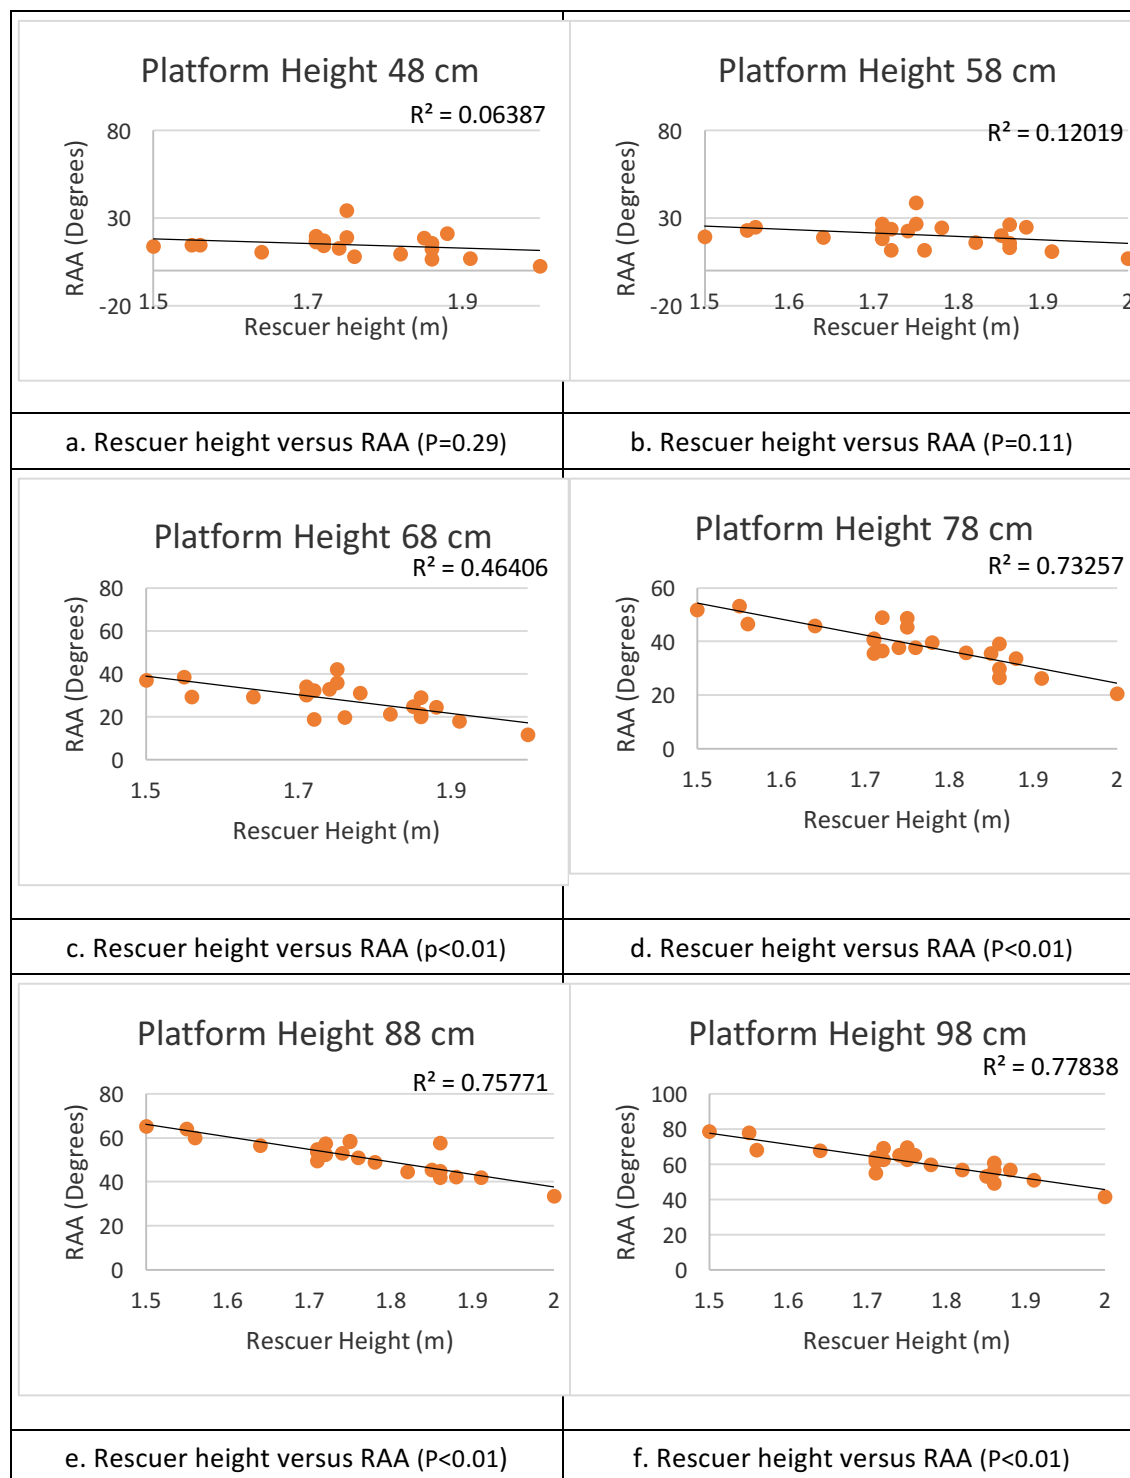 Platform Height 48 cm
R² = 0.06387
RAA (Degrees)
80
30
-20
1.5 1.7 1.9
Rescuer height (m)
Platform Height 58 cm
R² = 0.12019
RAA (Degrees)
80
30
-20
1.5 1.6 1.7 1.8 1.9 2
Rescuer Height (m)
a. Rescuer height versus RAA (P=0.29)
b. Rescuer height versus RAA (P=0.11)
Platform Height 68 cm
R² = 0.46406
RAA (Degrees)
80
60
40
20
0
1.5 1.7 1.9
Rescuer Height (m)
Platform Height 78 cm
R² = 0.73257
RAA (Degrees)
60
40
20
0
1.5 1.6 1.7 1.8 1.9 2
Rescuer Height (m)
c. Rescuer height versus RAA (p<0.01)
d. Rescuer height versus RAA (P<0.01)
Platform Height 88 cm
R² = 0.75771
RAA (Degrees)
80
60
40
20
0
1.5 1.6 1.7 1.8 1.9 2
Rescuer Height (m)
Platform Height 98 cm
R² = 0.77838
RAA (Degrees)
100
80
60
40
20
0
1.5 1.6 1.7 1.8 1.9 2
Rescuer Height (m)
e. Rescuer height versus RAA (P<0.01)
f. Rescuer height versus RAA (P<0.01)